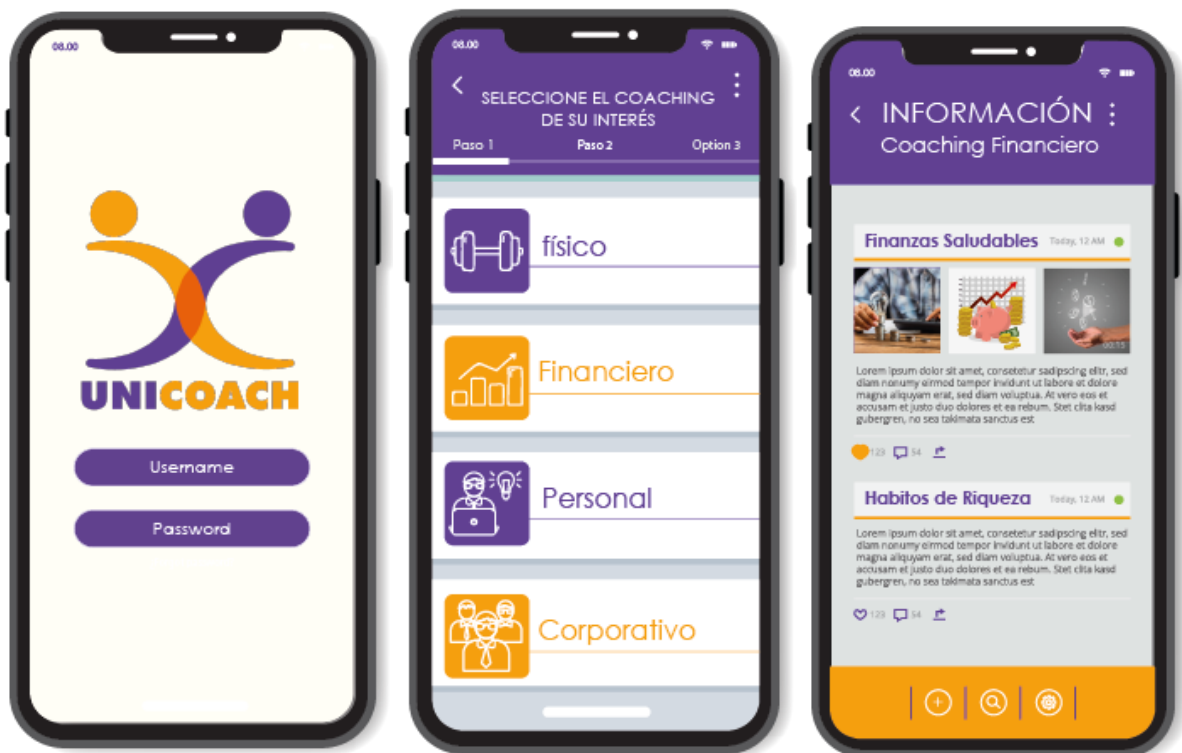 08.00
UNICOACH
Username
Password
08.00
SELECCIONE EL COACHING
DE SU INTERÉS
Paso 1
Paso 2
Option 3
físico
Financiero
Personal
Corporativo
08.00
INFORMACIÓN
Coaching Financiero
Finanzas Saludables Today, 12 AM
00:15
Lorem ipsum dolor sit amet, consetetur sadipscing elitr, sed
diam nonumy eirmod tempor invidunt ut labore et dolore
magna aliquyam erat, sed diam voluptua. At vero eos et
accusam et justo duo dolores et ea rebum. Stet clita kasd
gubergren, no sea takimata sanctus est
123 54
Habitos de Riqueza Today, 12 AM
Lorem ipsum dolor sit amet, consetetur sadipscing elitr, sed
diam nonumy eirmod tempor invidunt ut labore et dolore
magna aliquyam erat, sed diam voluptua. At vero eos et
accusam et justo duo dolores et ea rebum. Stet clita kasd
gubergren, no sea takimata sanctus est
123 54